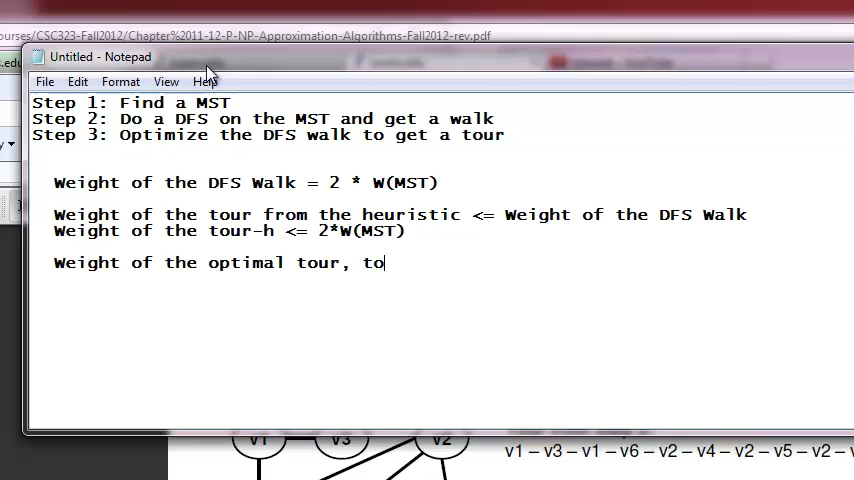 ourses/CSC323-Fall2012/Chapter%2011-12-P-NP-Approximation-Algorithms-Fall2012-rev.pdf
Untitled - Notepad
File Edit Format View Help
Step 1: Find a MST
Step 2: Do a DFS on the MST and get a walk
Step 3: Optimize the DFS walk to get a tour
Weight of the DFS Walk = 2 * W(MST)
Weight of the tour from the heuristic <= Weight of the DFS Walk
Weight of the tour-h <= 2*W(MST)
Weight of the optimal tour, to
v1 v3 v2
v1 – v3 – v1 – v6 – v2 – v4 – v2 – v5 – v2 –